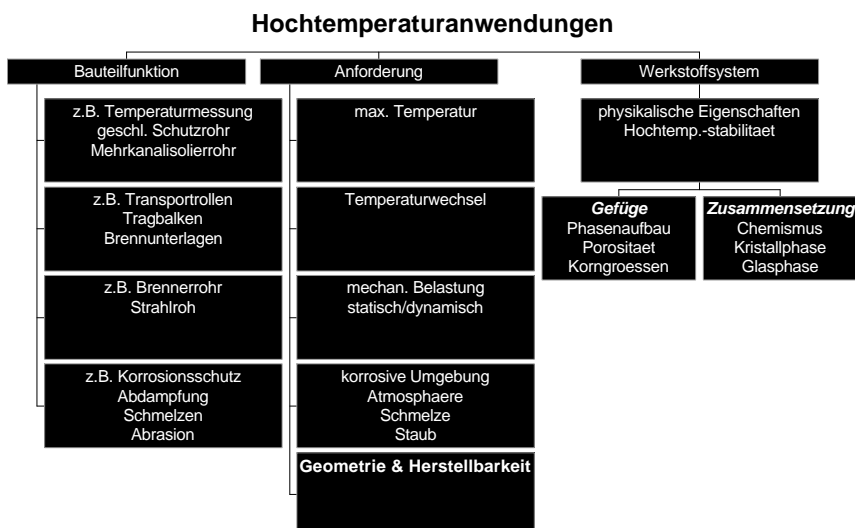 Hochtemperaturanwendungen
Bauteilfunktion
z.B. Temperaturmessung
geschl. Schutzrohr
Mehrkanalisolierrohr
z.B. Transportrollen
Tragbalken
Brennunterlagen
z.B. Brennerrohr
Strahlroh
z.B. Korrosionsschutz
Abdampfung
Schmelzen
Abrasion
Anforderung
max. Temperatur
Temperaturwechsel
mechan. Belastung
statisch/dynamisch
korrosive Umgebung
Atmosphaere
Schmelze
Staub
Geometrie & Herstellbarkeit
Werkstoffsystem
physikalische Eigenschaften
Hochtemp.-stabilitaet
Gefüge
Phasenaufbau
Porositaet
Korngroessen
Zusammensetzung
Chemismus
Kristallphase
Glasphase